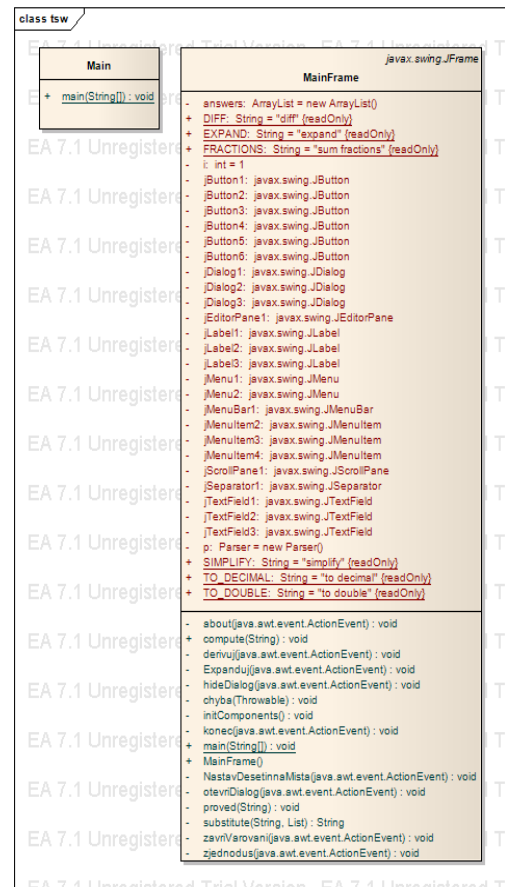 class tsw
EA 7.1 Unregistered Trial Version EA 7.1 Unregistered T
Main
+ main(String[]) : void
javax.swing.JFrame
MainFrame
- answers: ArrayList = new ArrayList()
+ DIFF: String = "diff" {readOnly}
+ EXPAND: String = "expand" {readOnly}
+ FRACTIONS: String = "sum fractions" {readOnly}
- i: int = 1
- jButton1: javax.swing.JButton
- jButton2: javax.swing.JButton
- jButton3: javax.swing.JButton
- jButton4: javax.swing.JButton
- jButton5: javax.swing.JButton
- jButton6: javax.swing.JButton
- jDialog1: javax.swing.JDialog
- jDialog2: javax.swing.JDialog
- jDialog3: javax.swing.JDialog
- jEditorPane1: javax.swing.JEditorPane
- jLabel1: javax.swing.JLabel
- jLabel2: javax.swing.JLabel
- jLabel3: javax.swing.JLabel
- jMenu1: javax.swing.JMenu
- jMenu2: javax.swing.JMenu
- jMenuBar1: javax.swing.JMenuBar
- jMenuItem2: javax.swing.JMenuItem
- jMenuItem3: javax.swing.JMenuItem
- jMenuItem4: javax.swing.JMenuItem
- jScrollPane1: javax.swing.JScrollPane
- jSeparator1: javax.swing.JSeparator
- jTextField1: javax.swing.JTextField
- jTextField2: javax.swing.JTextField
- jTextField3: javax.swing.JTextField
- p: Parser = new Parser()
+ SIMPLIFY: String = "simplify" {readOnly}
+ TO_DECIMAL: String = "to decimal" {readOnly}
+ TO_DOUBLE: String = "to double" {readOnly}
- about(java.awt.event.ActionEvent) : void
+ compute(String) : void
- derivuj(java.awt.event.ActionEvent) : void
- Expanduj(java.awt.event.ActionEvent) : void
- hideDialog(java.awt.event.ActionEvent) : void
- chyba(Throwable) : void
- initComponents() : void
- konec(java.awt.event.ActionEvent) : void
+ main(String[]) : void
+ MainFrame()
- NastavDesetinnaMista(java.awt.event.ActionEvent) : void
- otevriDialog(java.awt.event.ActionEvent) : void
- proved(String) : void
- substitute(String, List) : String
- zavriVarovani(java.awt.event.ActionEvent) : void
- zjednodus(java.awt.event.ActionEvent) : void